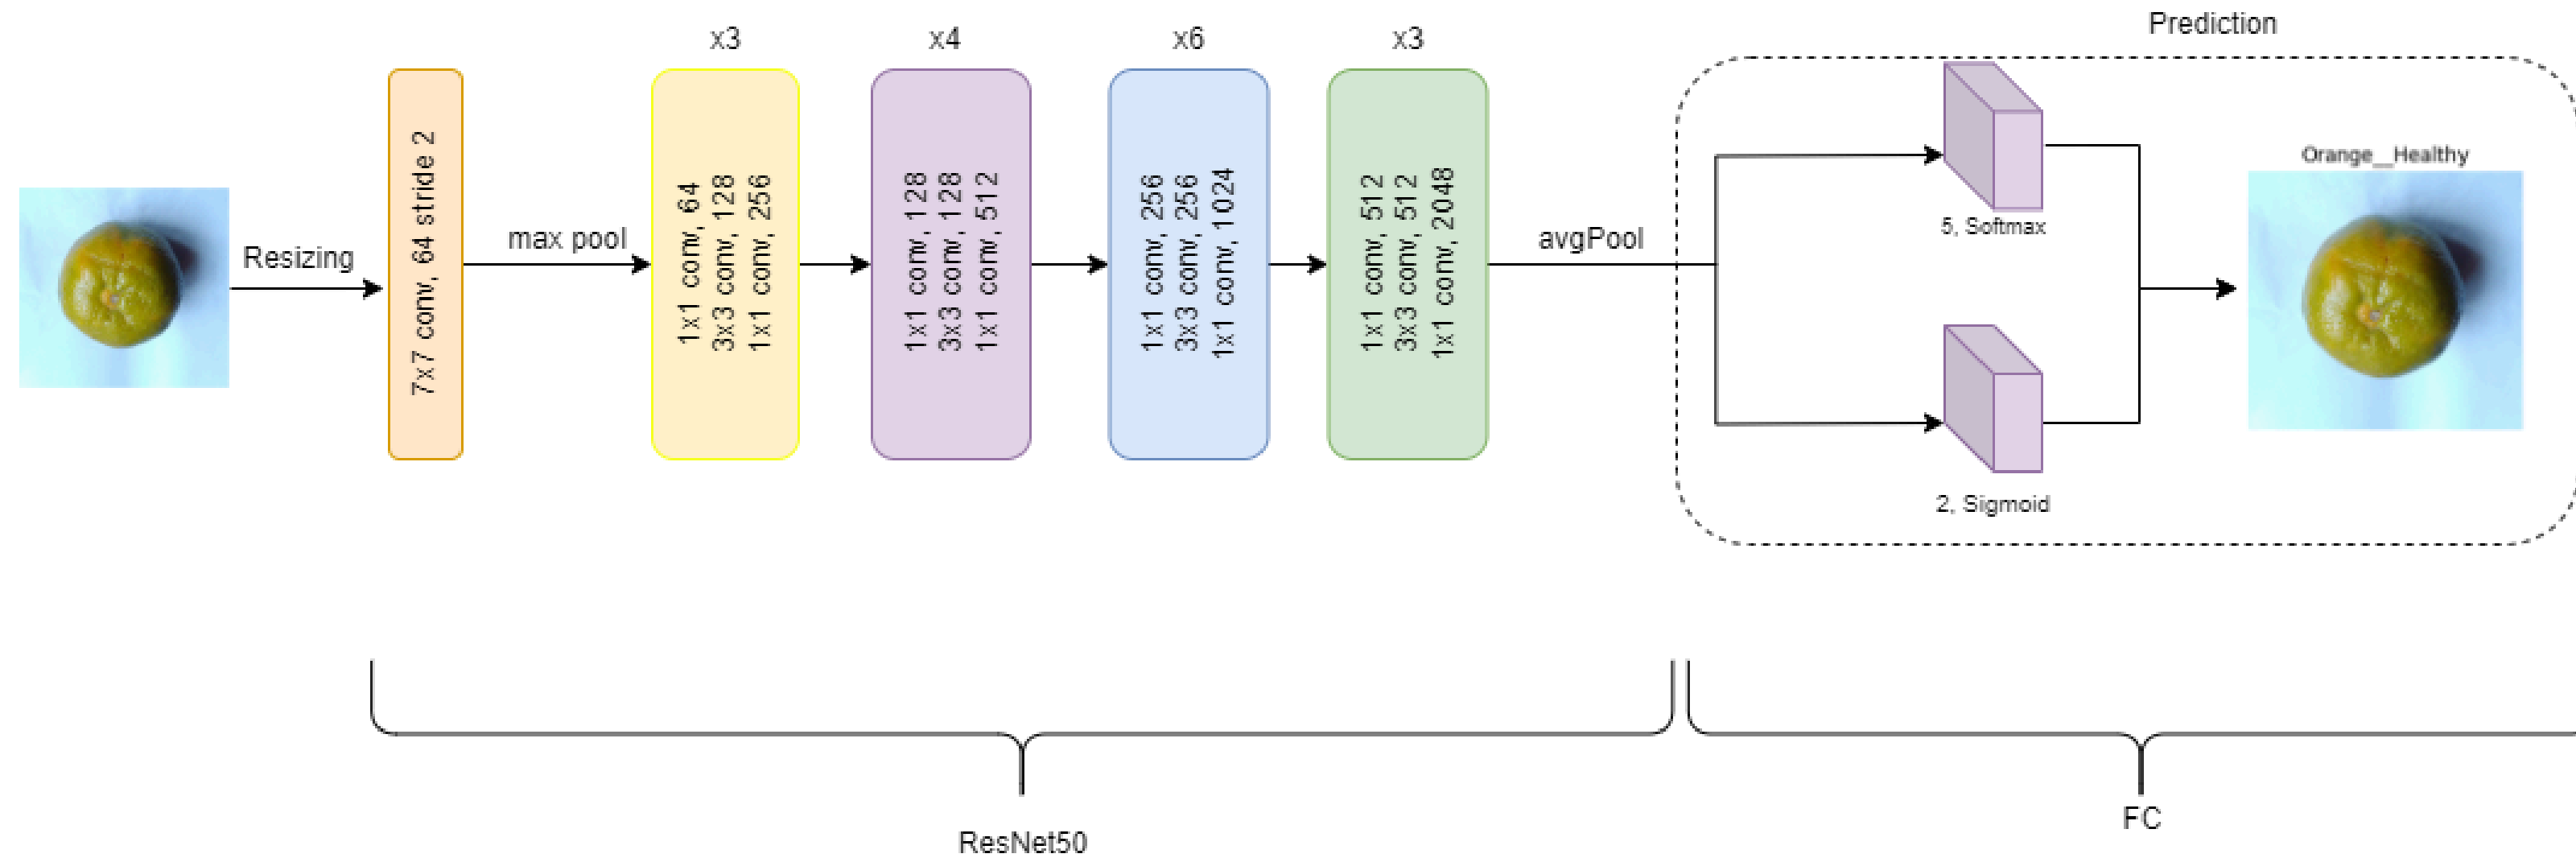 Resizing
7x7 conv, 64 stride 2
max pool
x3
1x1 conv, 64
3x3 conv, 128
1x1 conv, 256
x4
1x1 conv, 128
3x3 conv, 128
1x1 conv, 512
x6
1x1 conv, 256
3x3 conv, 256
1x1 conv, 1024
x3
1x1 conv, 512
3x3 conv, 512
1x1 conv, 2048
avgPool
Prediction
5, Softmax
2, Sigmoid
Orange__Healthy
ResNet50
FC